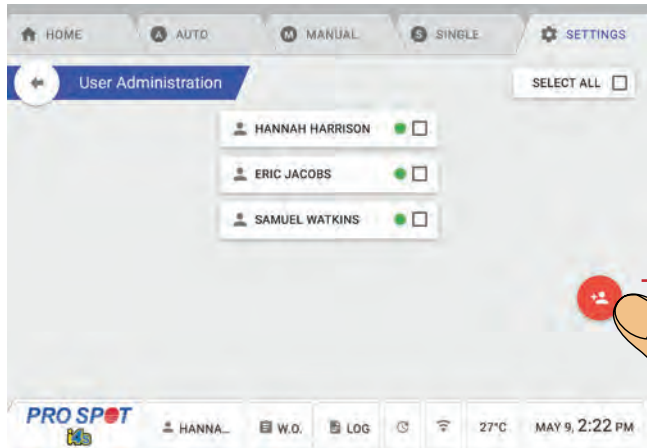 HOME A AUTO M MANUAL S SINGLE SETTINGS
User Administration SELECT ALL
HANNAH HARRISON
ERIC JACOBS
SAMUEL WATKINS
PRO SPOT
i4s HANNA... W.O. LOG 27°C MAY 9, 2:22 PM